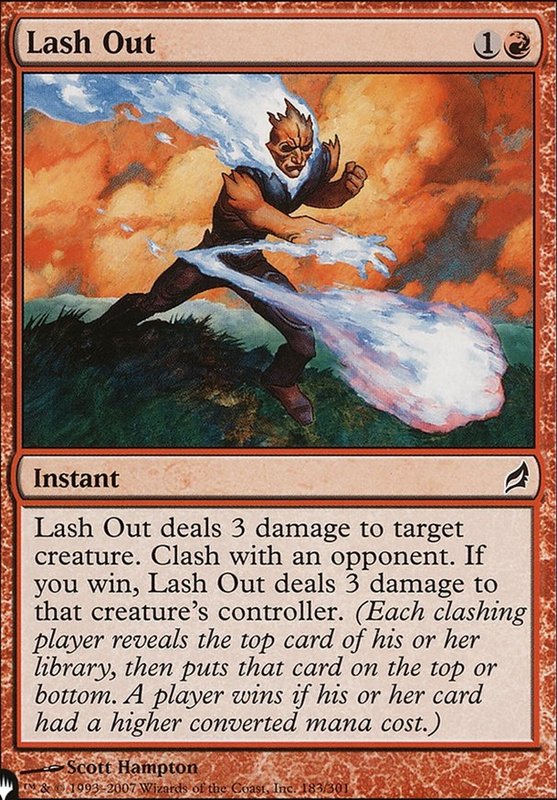 Lash Out 1
Instant
Lash Out deals 3 damage to target
creature. Clash with an opponent. If
you win, Lash Out deals 3 damage to
that creature's controller. (Each clashing
player reveals the top card of his or her
library, then puts that card on the top or
bottom. A player wins if his or her card
had a higher converted mana cost.)
Scott Hampton
™ & © 1993-2007 Wizards of the Coast, Inc. 183/301